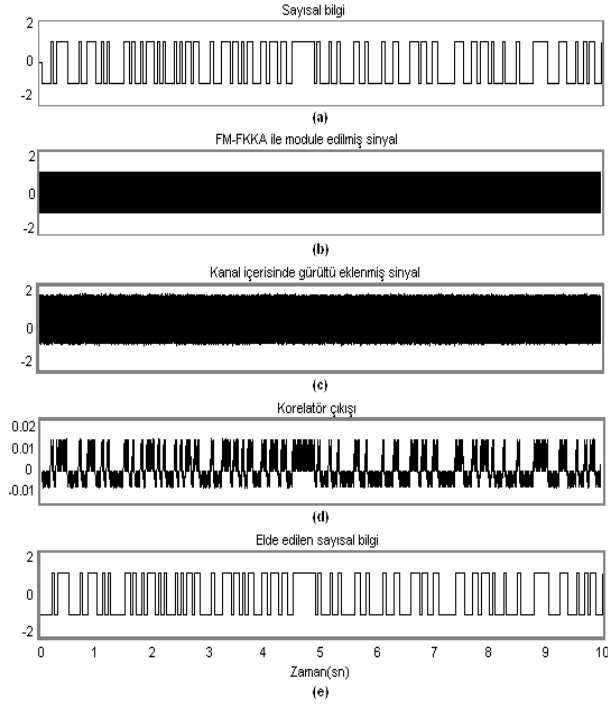 Sayısal bilgi
2
0
-2
(a)
FM-FKKA ile module edilmiş sinyal
2
0
-2
(b)
Kanal içerisinde gürültü eklenmiş sinyal
2
0
-2
(c)
Korelatör çıkışı
0.02
0.01
0
-0.01
(d)
Elde edilen sayısal bilgi
2
0
-2
0 1 2 3 4 5 6 7 8 9 10
Zaman(sn)
(e)